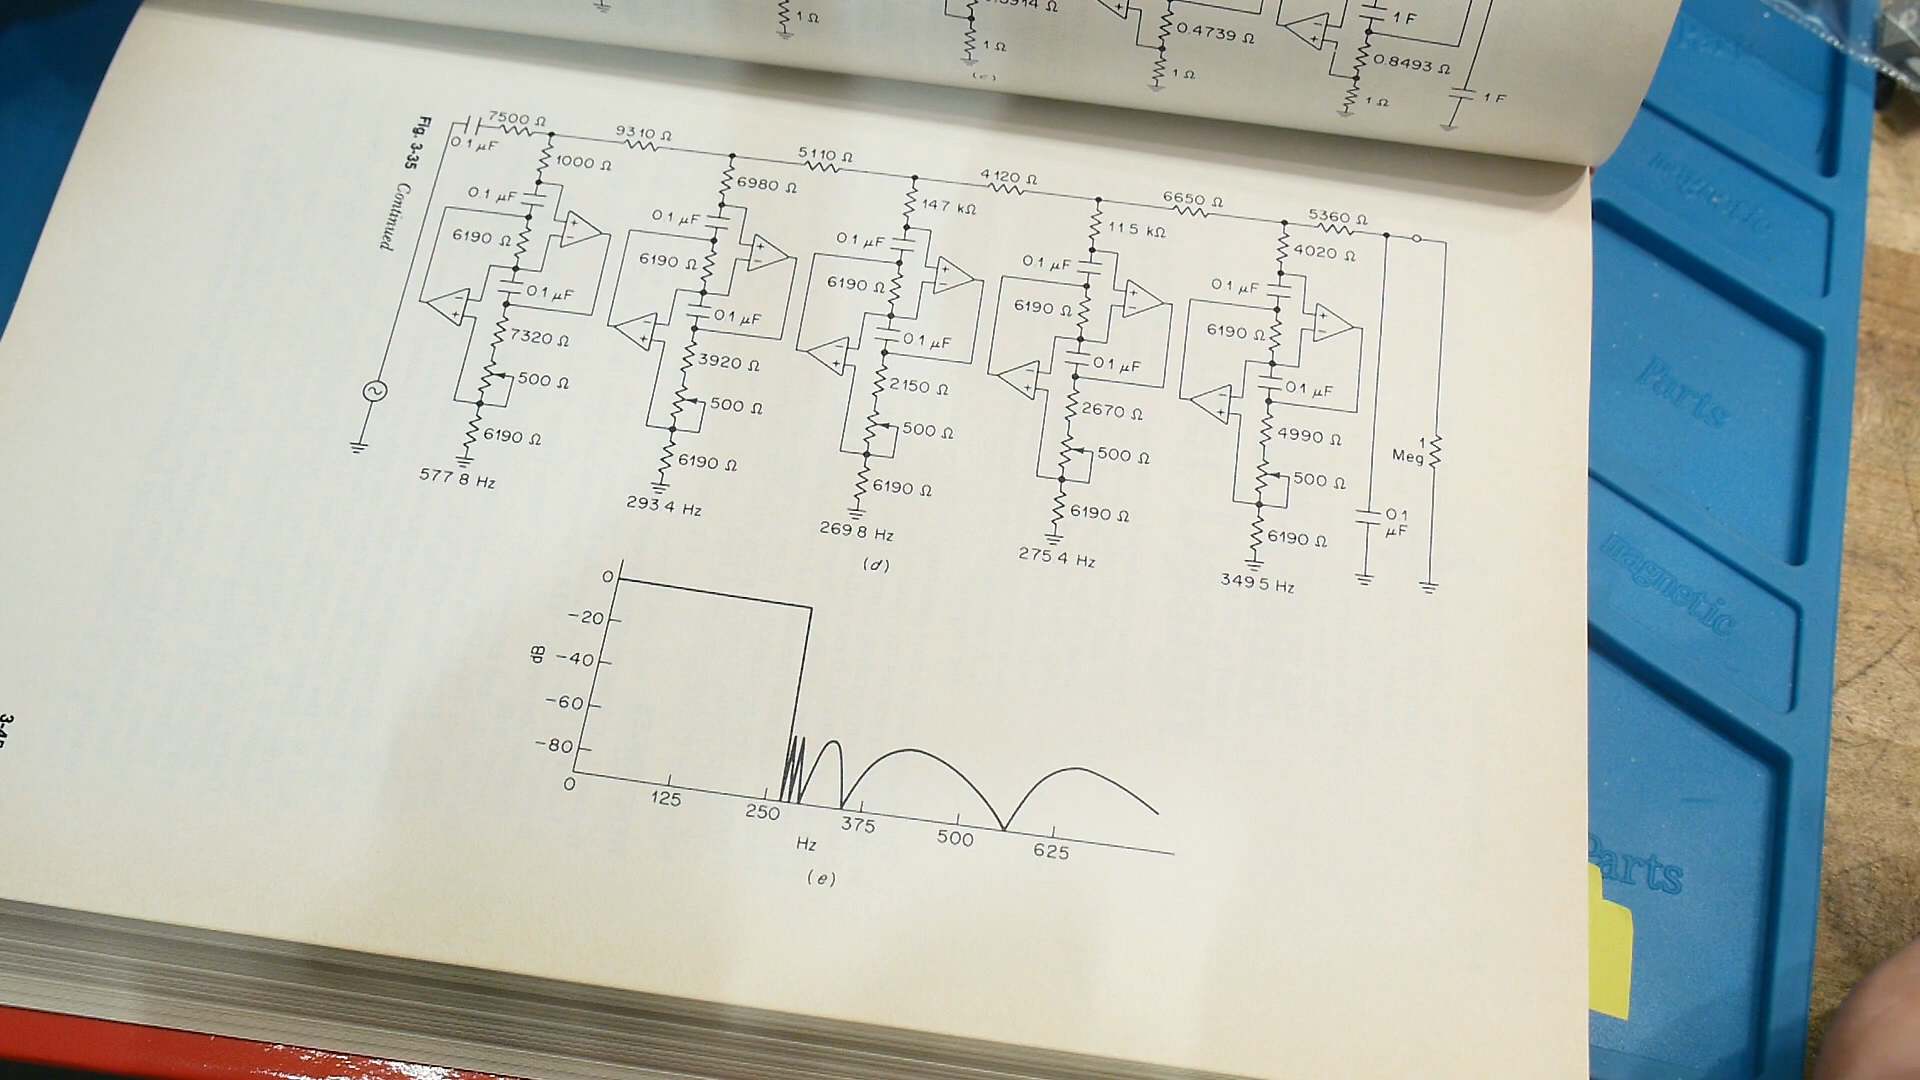 1 Ω
1 Ω
0.4739 Ω
1 Ω
1 F
0.8493 Ω
1 Ω
1 F
(c)
Fig. 3-35 Continued
0.1 µF
7500 Ω
9310 Ω
5110 Ω
4120 Ω
6650 Ω
5360 Ω
1000 Ω
0.1 µF
6190 Ω
0.1 µF
7320 Ω
500 Ω
6190 Ω
577.8 Hz
6980 Ω
0.1 µF
6190 Ω
0.1 µF
3920 Ω
500 Ω
6190 Ω
293.4 Hz
14.7 kΩ
0.1 µF
6190 Ω
0.1 µF
2150 Ω
500 Ω
6190 Ω
269.8 Hz
11.5 kΩ
0.1 µF
6190 Ω
0.1 µF
2670 Ω
500 Ω
6190 Ω
275.4 Hz
4020 Ω
0.1 µF
6190 Ω
0.1 µF
4990 Ω
500 Ω
6190 Ω
349.5 Hz
1
Meg
0.1
µF
(d)
0
-20
-40
-60
-80
dB
0
125
250
375
500
625
Hz
(e)
Parts
magnetic
Parts